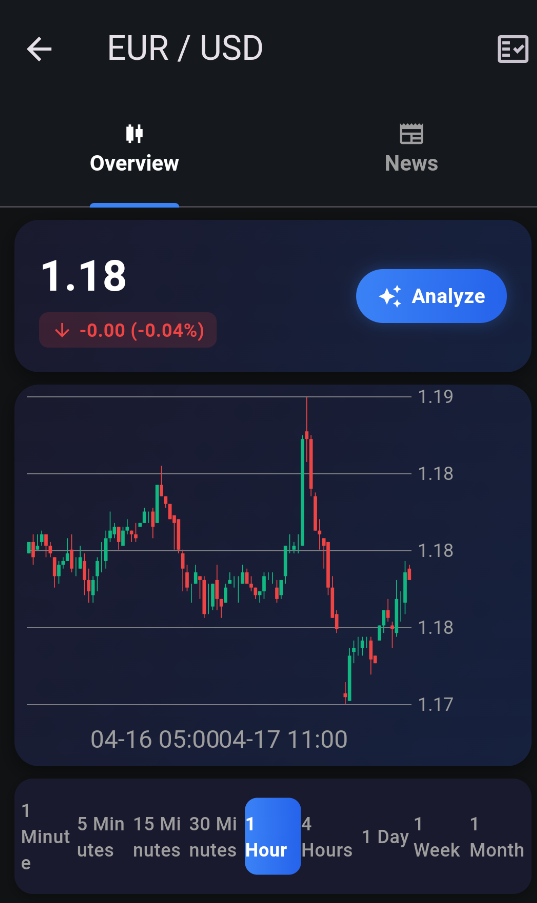 EUR / USD
Overview
News
1.18
-0.00 (-0.04%)
Analyze
1.19
1.18
1.18
1.18
1.17
04-16 05:00
04-17 11:00
1
Minut
e
5 Min
utes
15 Mi
nutes
30 Mi
nutes
1
Hour
4
Hours
1 Day
1
Week
1
Month